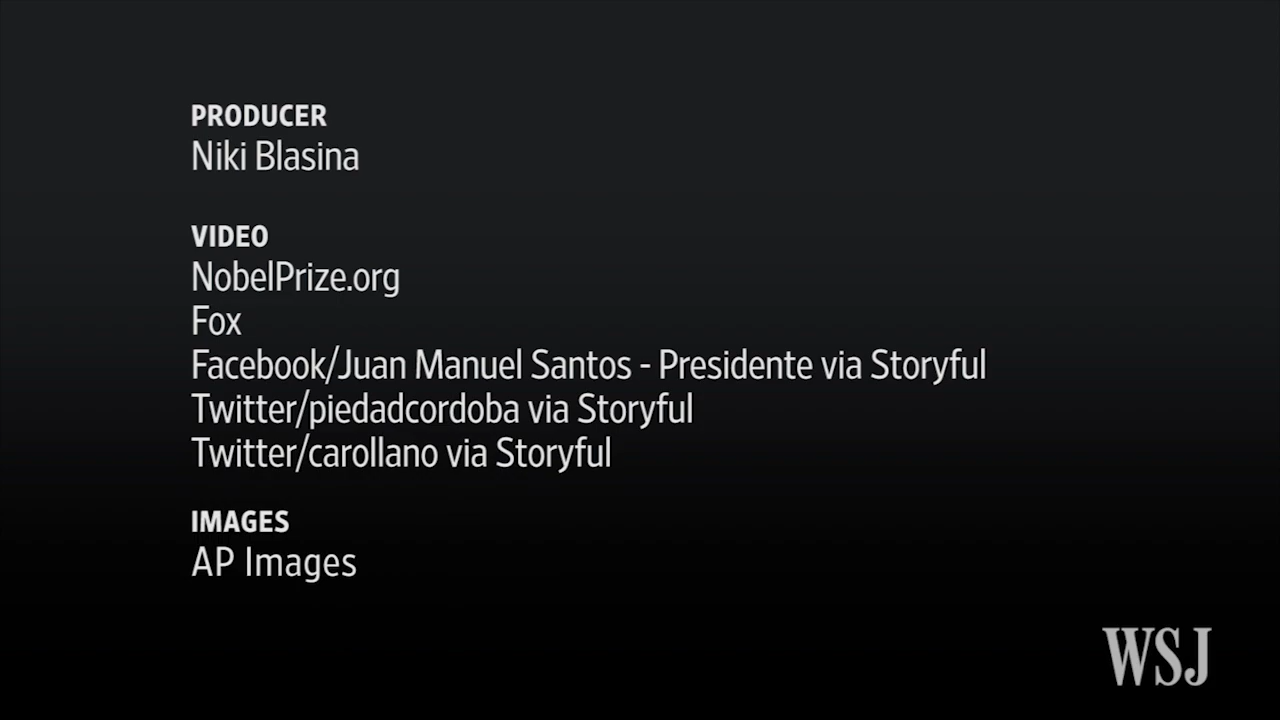 PRODUCER
Niki Blasina
VIDEO
NobelPrize.org
Fox
Facebook/Juan Manuel Santos - Presidente via Storyful
Twitter/piedadcordoba via Storyful
Twitter/carollano via Storyful
IMAGES
AP Images
WSJ